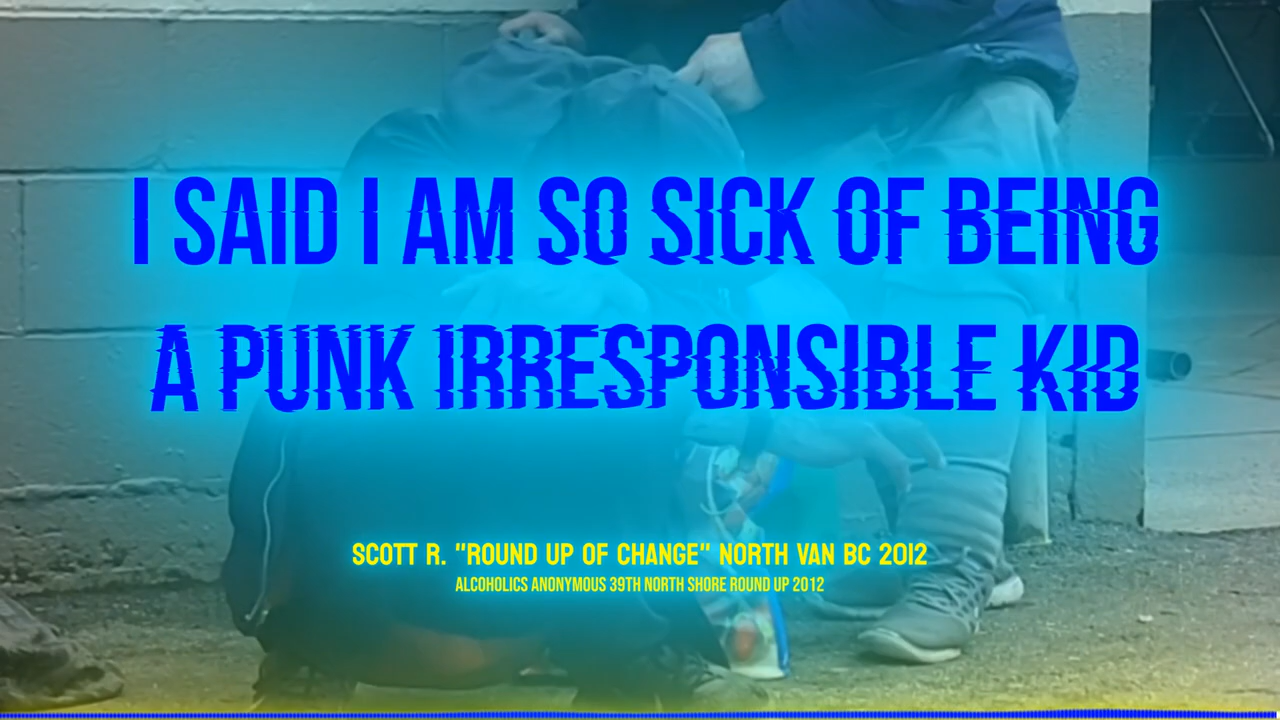 I SAID I AM SO SICK OF BEING
A PUNK IRRESPONSIBLE KID
SCOTT R. "ROUND UP OF CHANGE" NORTH VAN BC 2012
ALCOHOLICS ANONYMOUS 39TH NORTH SHORE ROUND UP 2012